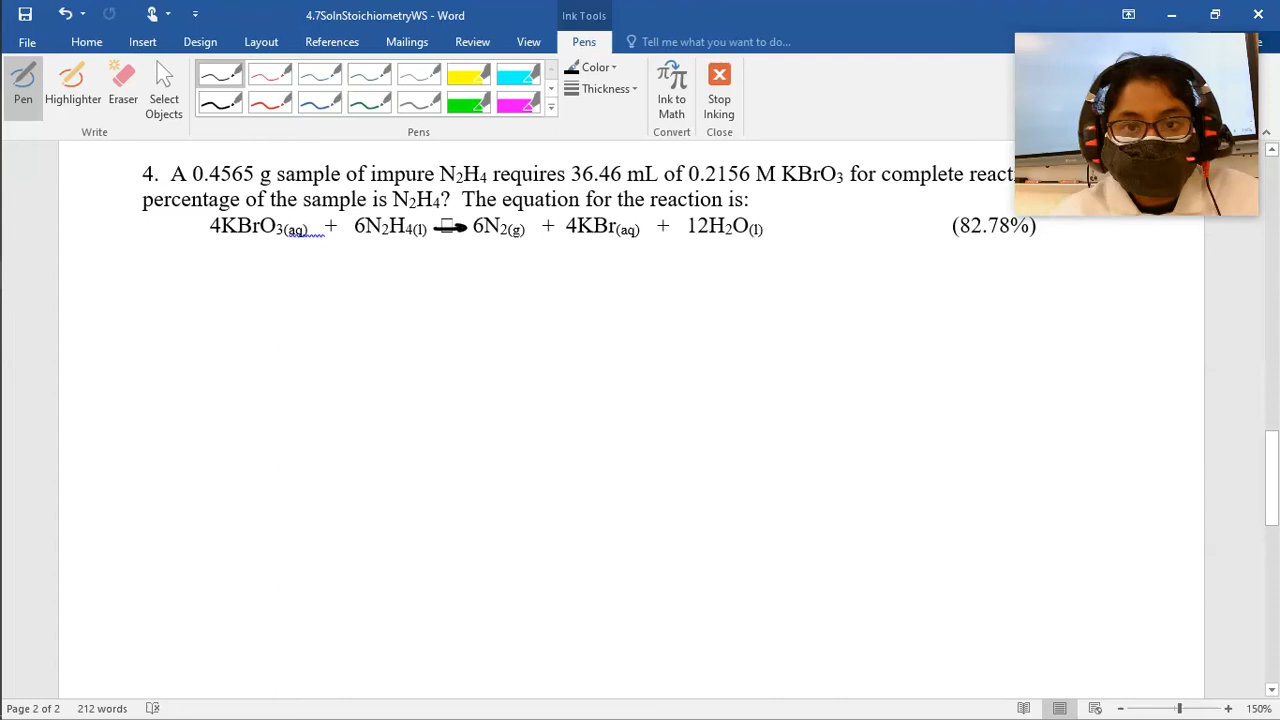 4.7SolnStoichiometryWS - Word
Ink Tools
File Home Insert Design Layout References Mailings Review View Pens Tell me what you want to do...
Pen Highlighter Eraser Select Objects
Color
Thickness
Ink to Math
Stop Inking
Write Pens Convert Close
4. A 0.4565 g sample of impure N₂H₄ requires 36.46 mL of 0.2156 M KBrO₃ for complete react
percentage of the sample is N₂H₄? The equation for the reaction is:
4KBrO₃(aq) + 6N₂H₄(l) → 6N₂(g) + 4KBr(aq) + 12H₂O(l) (82.78%)
Page 2 of 2 212 words 150%